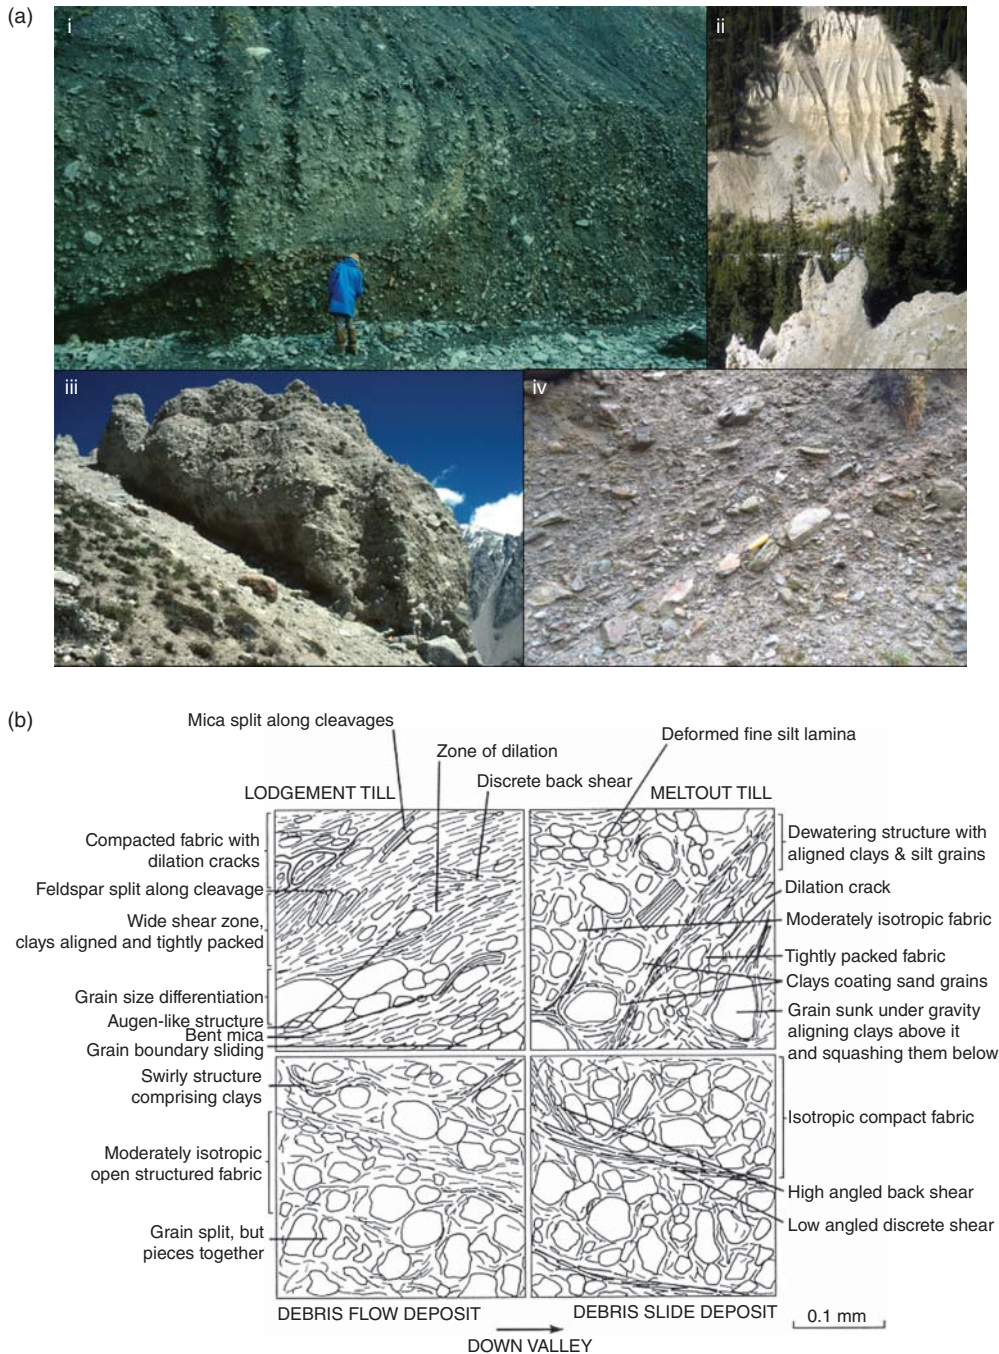 (a)
i
ii
iii
iv
(b)
Mica split along cleavages
Zone of dilation
Discrete back shear
Deformed fine silt lamina
LODGEMENT TILL
MELTOUT TILL
Compacted fabric with
dilation cracks
Feldspar split along cleavage
Wide shear zone,
clays aligned and tightly packed
Grain size differentiation
Augen-like structure
Bent mica
Grain boundary sliding
Dewatering structure with
aligned clays & silt grains
Dilation crack
Moderately isotropic fabric
Tightly packed fabric
Clays coating sand grains
Grain sunk under gravity
aligning clays above it
and squashing them below
Swirly structure
comprising clays
Moderately isotropic
open structured fabric
Grain split, but
pieces together
Isotropic compact fabric
High angled back shear
Low angled discrete shear
DEBRIS FLOW DEPOSIT
DEBRIS SLIDE DEPOSIT
0.1 mm
DOWN VALLEY